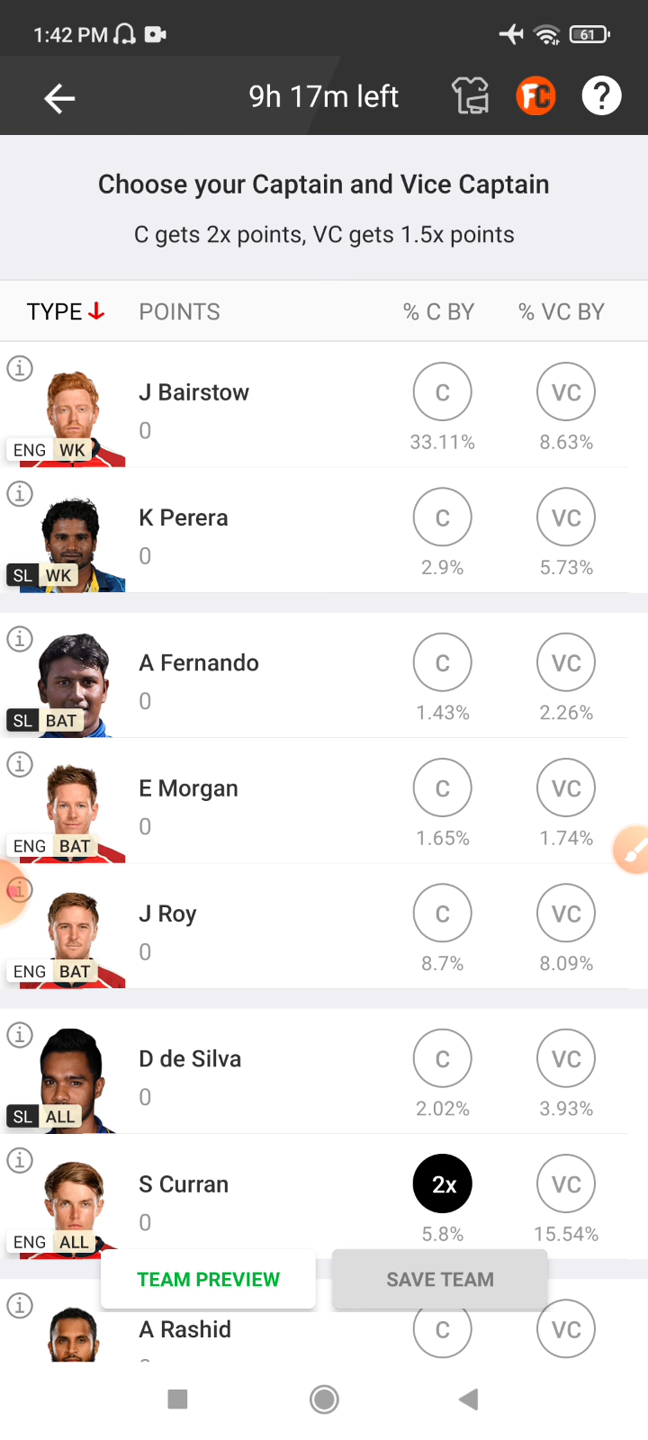 1:42 PM
61
9h 17m left
FC
?
Choose your Captain and Vice Captain
C gets 2x points, VC gets 1.5x points
TYPE POINTS % C BY % VC BY
J Bairstow
0
C
VC
33.11%
8.63%
ENG WK
K Perera
0
C
VC
2.9%
5.73%
SL WK
A Fernando
0
C
VC
1.43%
2.26%
SL BAT
E Morgan
0
C
VC
1.65%
1.74%
ENG BAT
J Roy
0
C
VC
8.7%
8.09%
ENG BAT
D de Silva
0
C
VC
2.02%
3.93%
SL ALL
S Curran
0
2x
VC
5.8%
15.54%
ENG ALL
TEAM PREVIEW
SAVE TEAM
A Rashid
C
VC